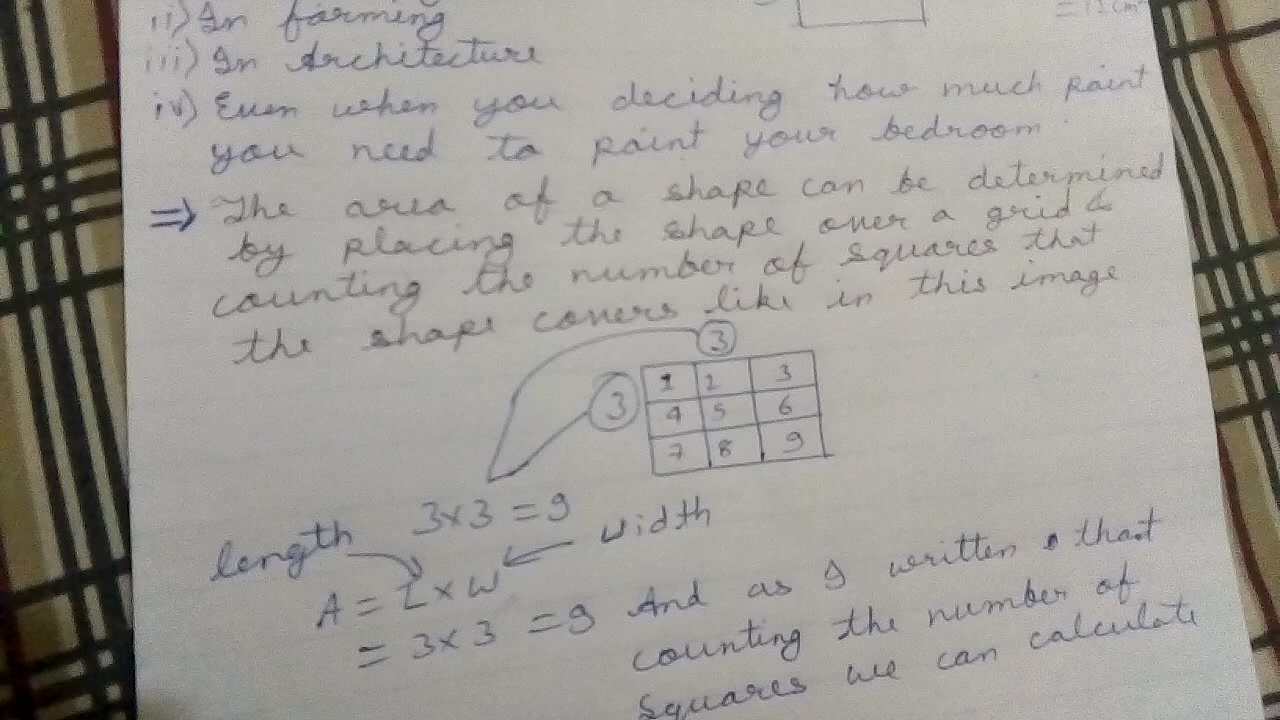 ii) In farming
= 12 cm²
iii) In Architecture
iv) Even when you deciding how much paint
you need to paint your bedroom.
⇒ The area of a shape can be determined
by placing the shape over a grid &
counting the number of squares that
the shape covers like in this image
3
3
1 2 3
4 5 6
7 8 9
3×3 = 9
length width
A = L × W
= 3×3 = 9
And as I written that
counting the number of
squares we can calculate